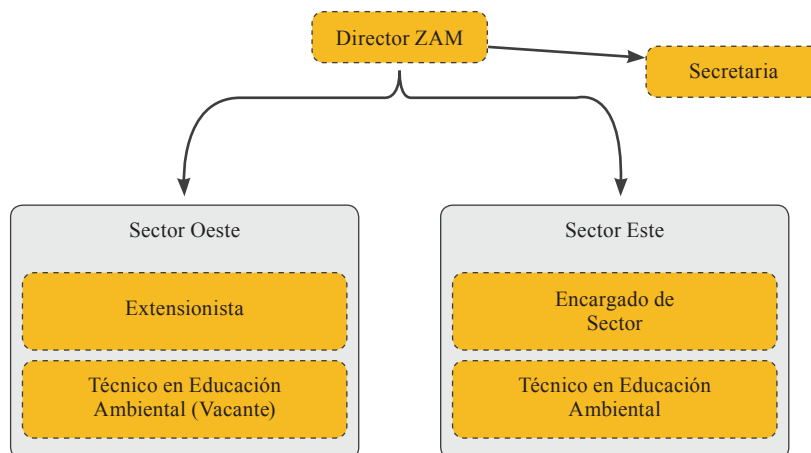 Director ZAM
Secretaria
Sector Oeste
Extensionista
Técnico en Educación
Ambiental (Vacante)
Sector Este
Encargado de
Sector
Técnico en Educación
Ambiental